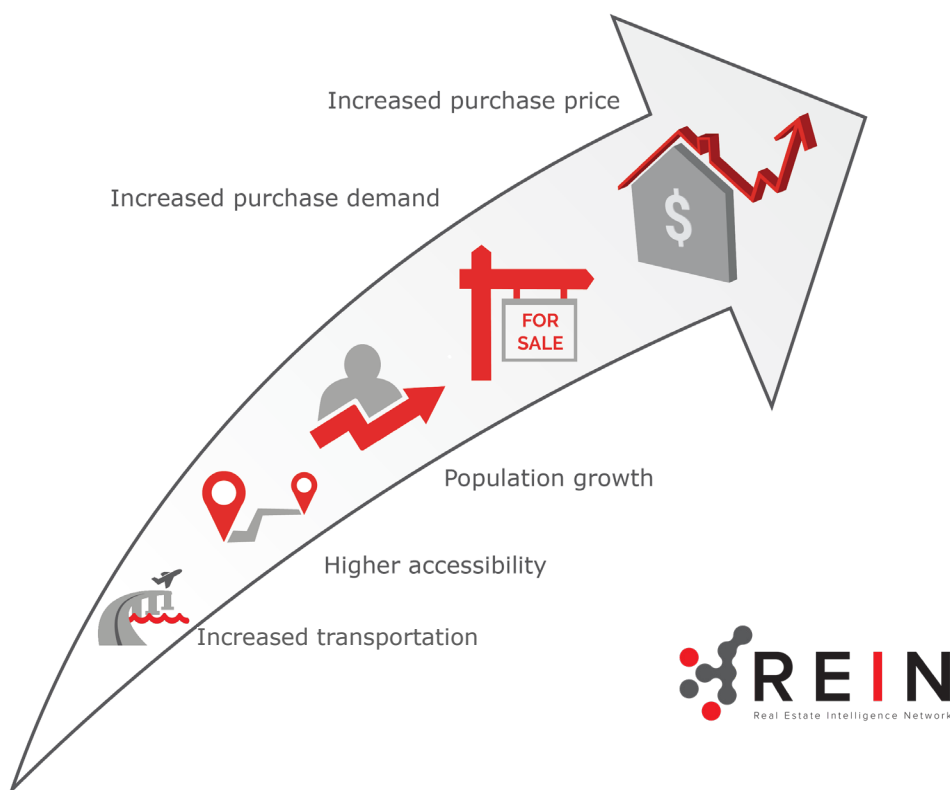 Increased purchase price
Increased purchase demand
$
FOR
SALE
Population growth
Higher accessibility
Increased transportation
REIN
Real Estate Intelligence Network